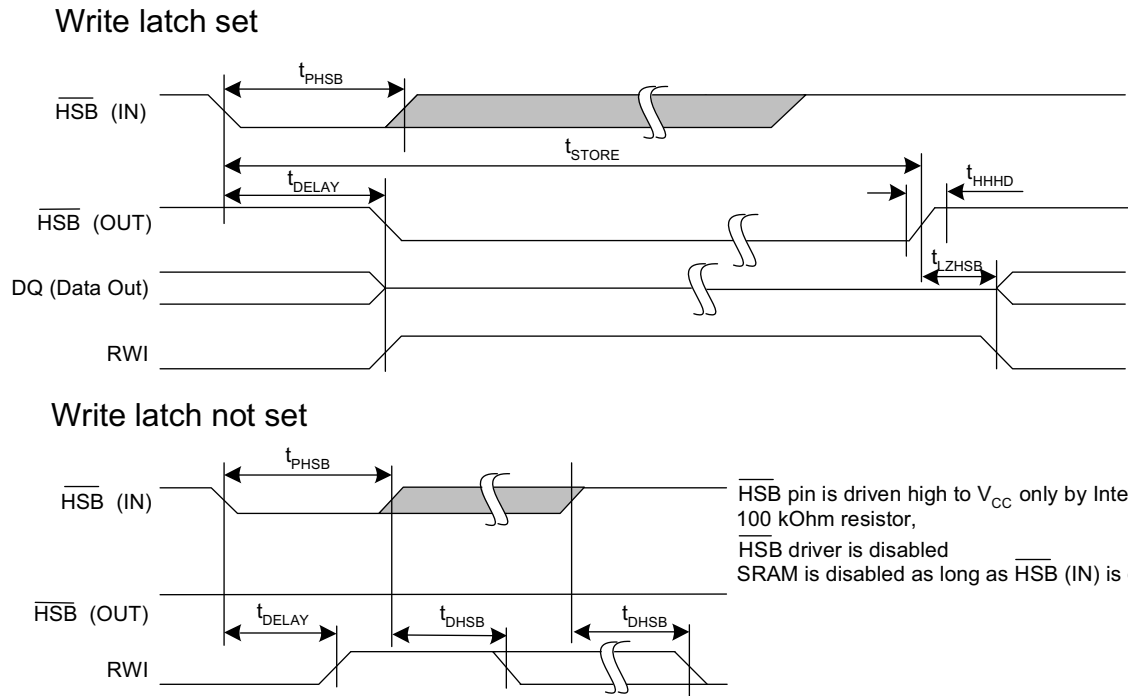 Write latch set
tPHSB
HSB (IN)
tSTORE
tDELAY
tHHHD
HSB (OUT)
tLZHSB
DQ (Data Out)
RWI
Write latch not set
tPHSB
HSB (IN)
HSB pin is driven high to VCC only by Inte
100 kOhm resistor,
HSB driver is disabled
SRAM is disabled as long as HSB (IN) is
HSB (OUT)
tDELAY
tDHSB
tDHSB
RWI